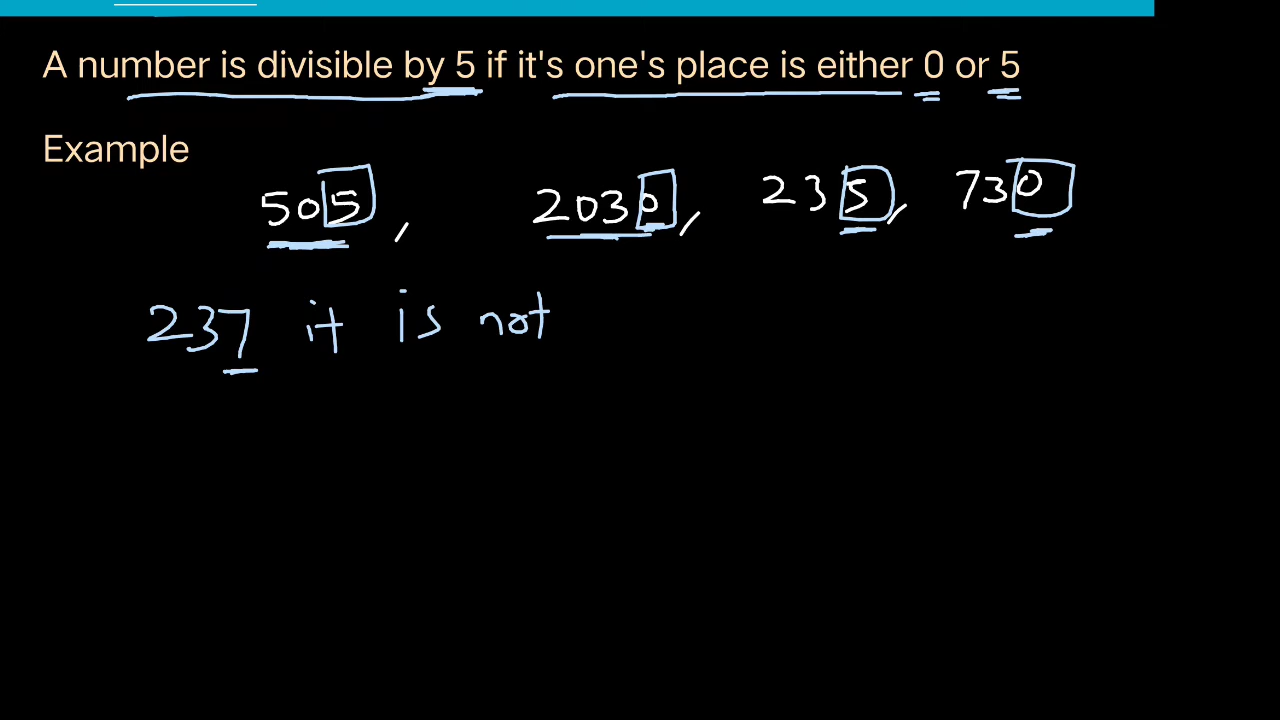 A number is divisible by 5 if it's one's place is either 0 or 5
Example
505, 2030, 235, 730
237 it is not